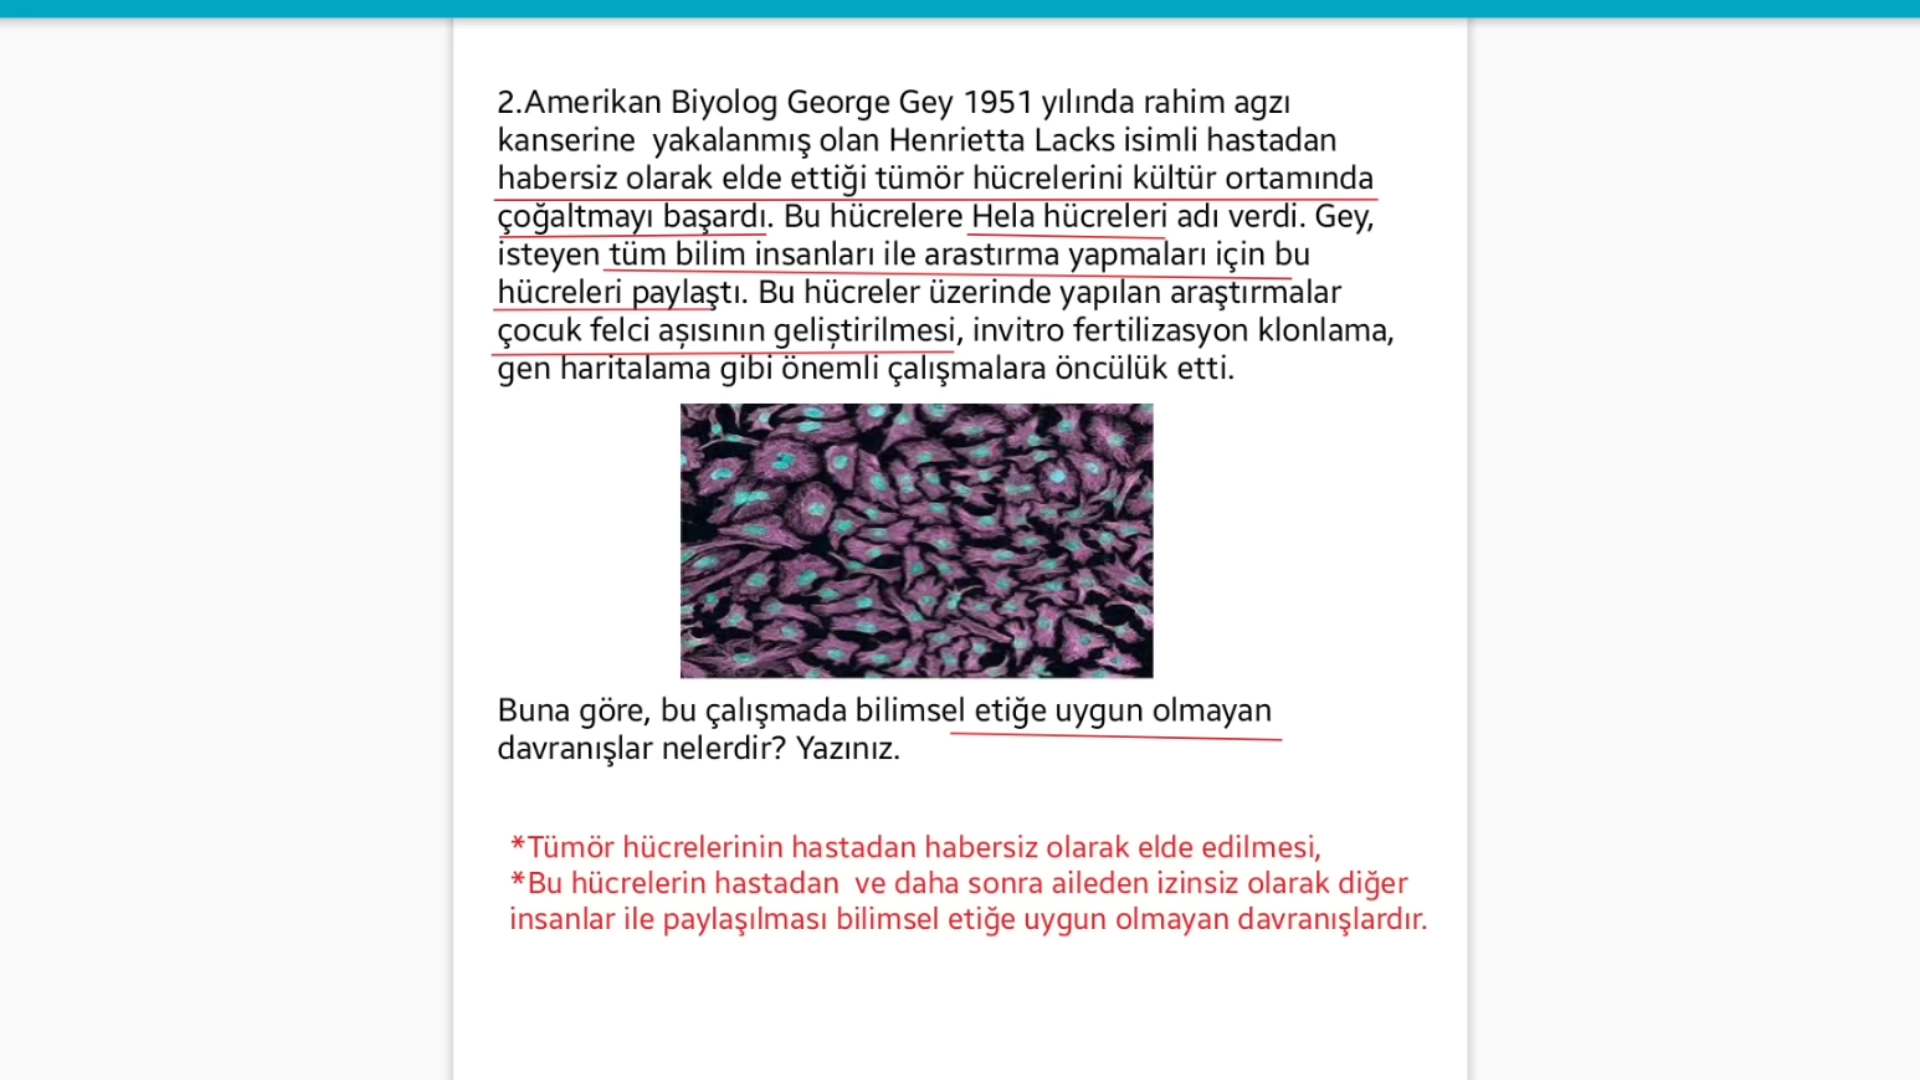 2.Amerikan Biyolog George Gey 1951 yılında rahim agzı
kanserine  yakalanmış olan Henrietta Lacks isimli hastadan
habersiz olarak elde ettiği tümör hücrelerini kültür ortamında
çoğaltmayı başardı. Bu hücrelere Hela hücreleri adı verdi. Gey,
isteyen tüm bilim insanları ile arastırma yapmaları için bu
hücreleri paylaştı. Bu hücreler üzerinde yapılan araştırmalar
çocuk felci aşısının geliştirilmesi, invitro fertilizasyon klonlama,
gen haritalama gibi önemli çalışmalara öncülük etti.
Buna göre, bu çalışmada bilimsel etiğe uygun olmayan
davranışlar nelerdir? Yazınız.
*Tümör hücrelerinin hastadan habersiz olarak elde edilmesi,
*Bu hücrelerin hastadan  ve daha sonra aileden izinsiz olarak diğer
insanlar ile paylaşılması bilimsel etiğe uygun olmayan davranışlardır.